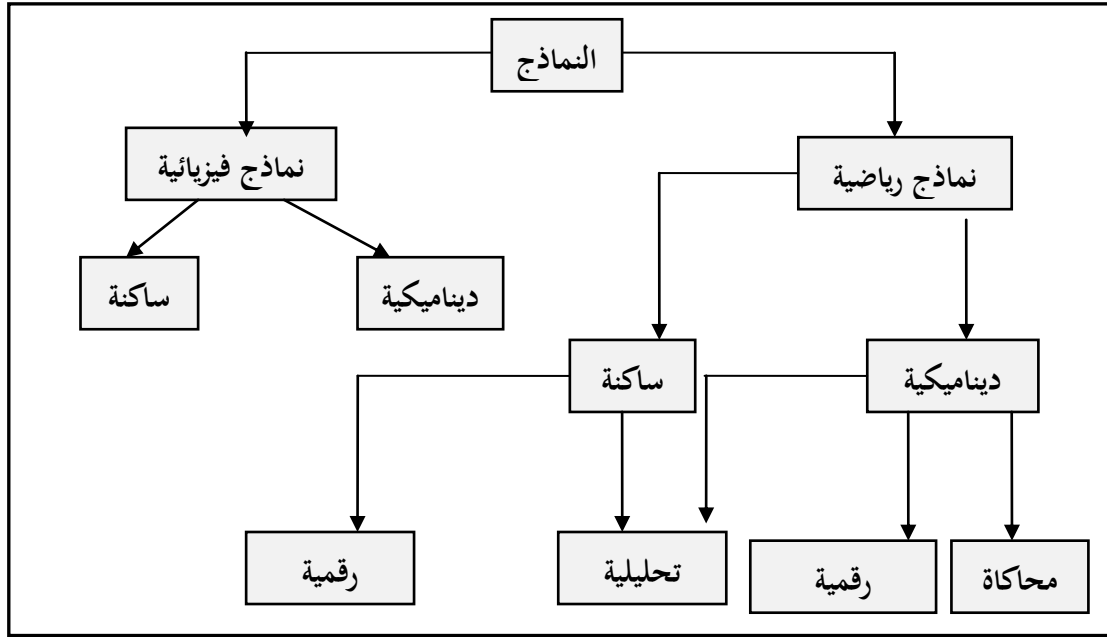 النماذج
نماذج فيزيائية
نماذج رياضية
ساكنة
ديناميكية
ساكنة
ديناميكية
رقمية
تحليلية
رقمية
محاكاة